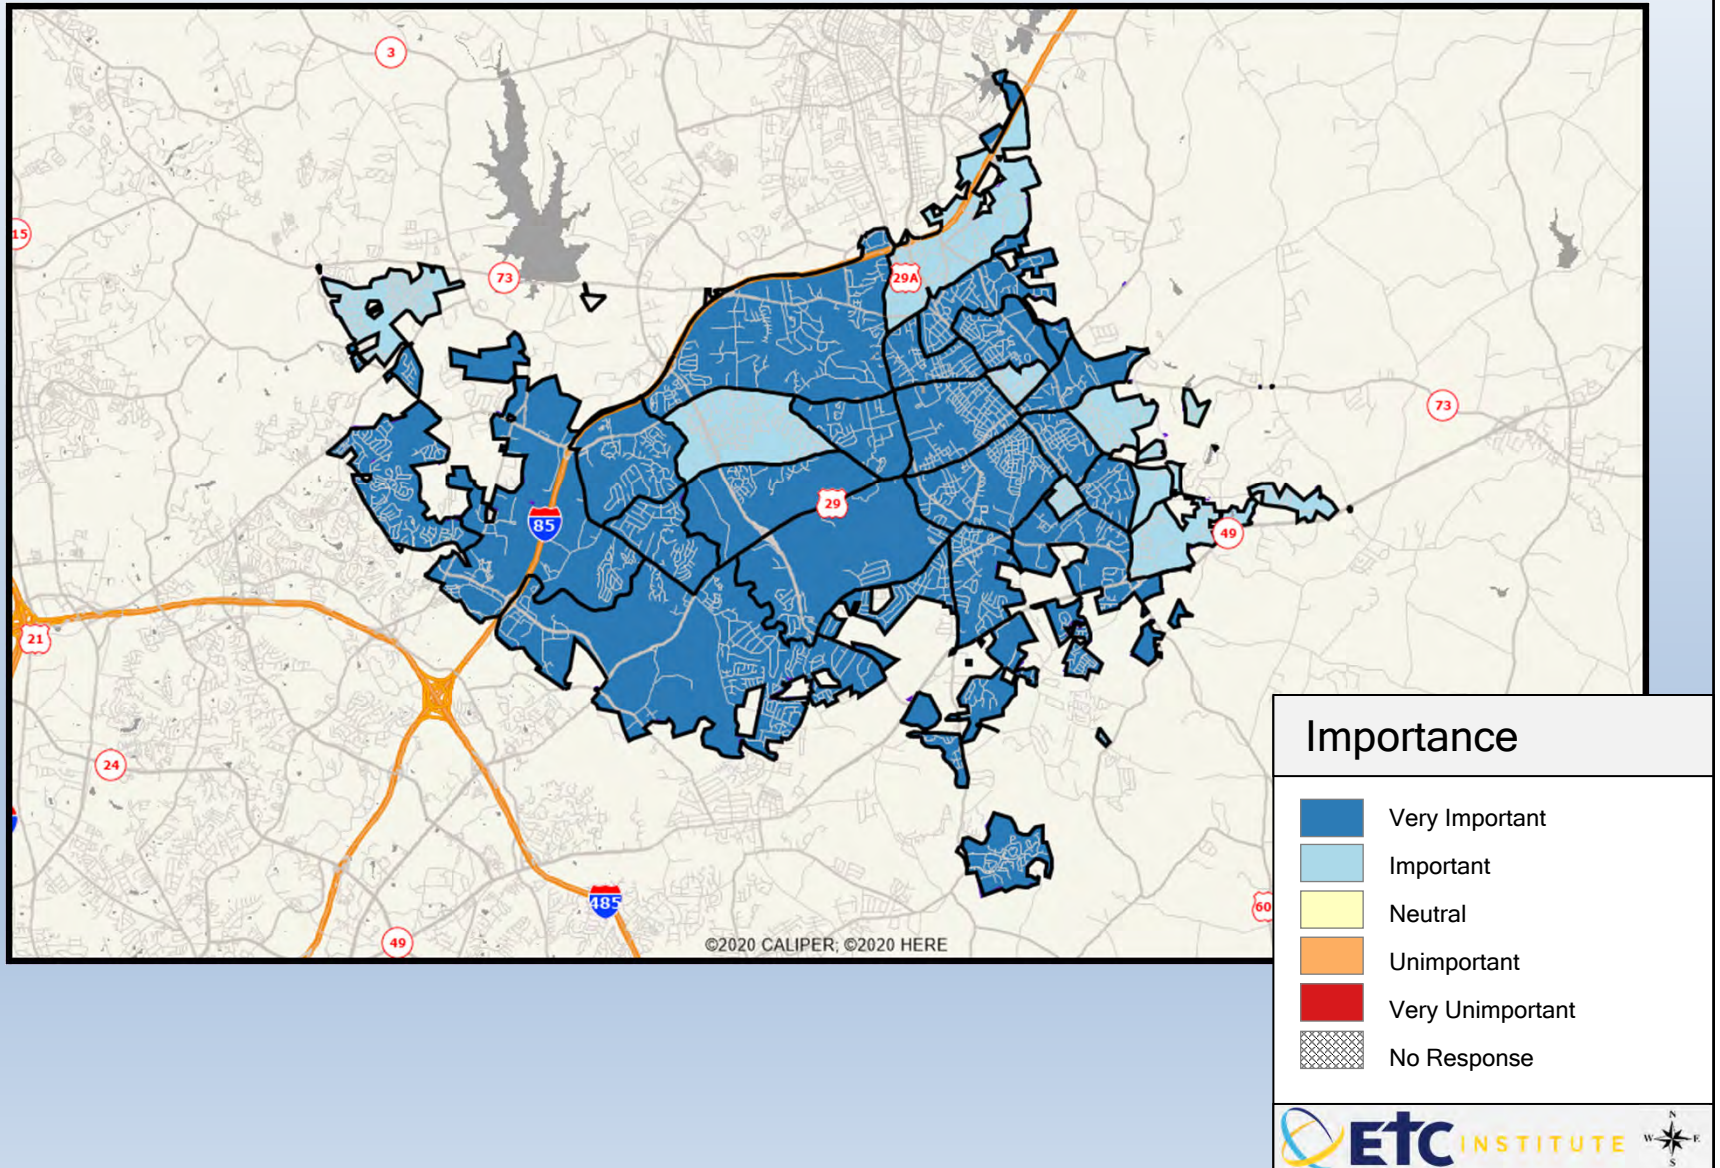 3
15
73
29A
73
29
85
49
21
24
485
49
60
©2020 CALIPER; ©2020 HERE
Importance
Very Important
Important
Neutral
Unimportant
Very Unimportant
No Response
ETC INSTITUTE
N
W E
S